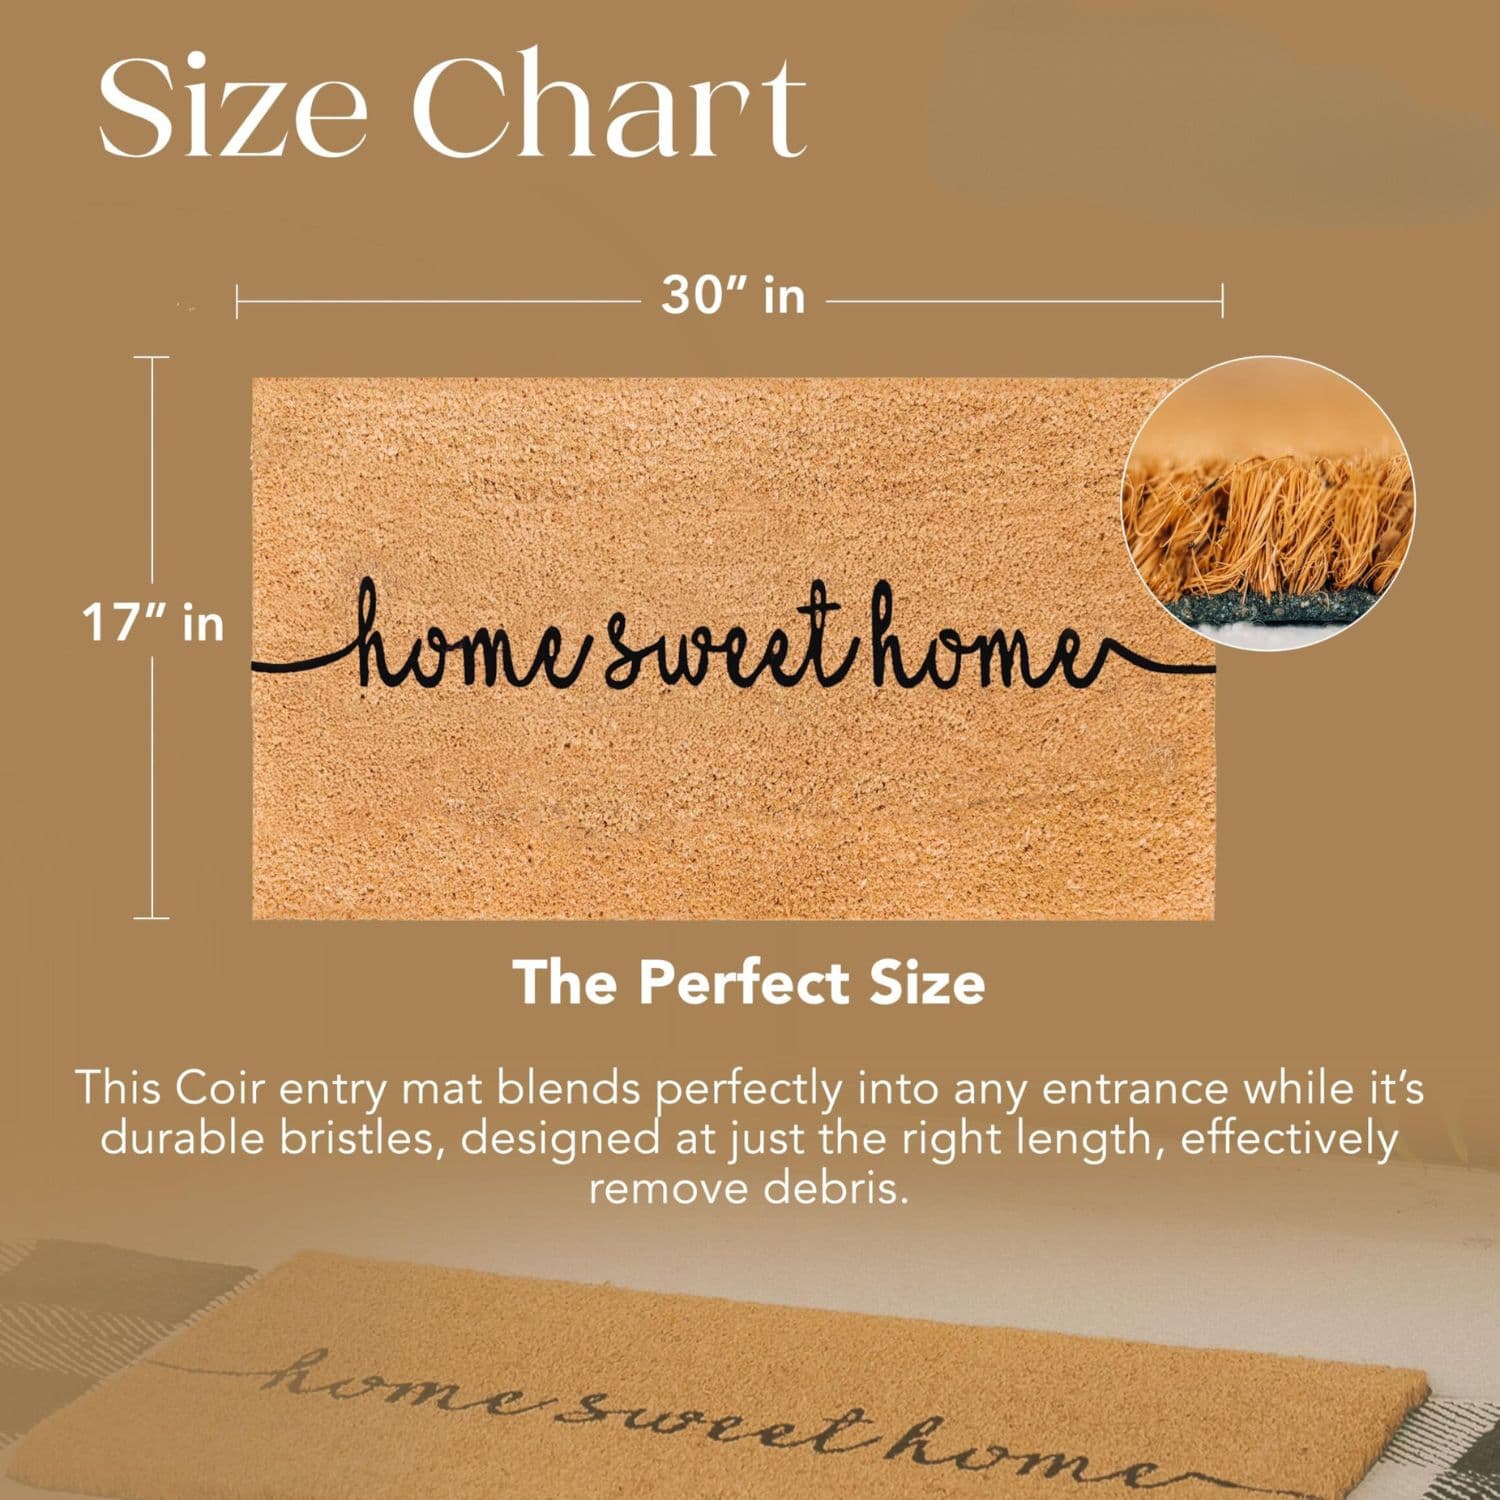 Size Chart
30” in
17” in
home sweet home
The Perfect Size
This Coir entry mat blends perfectly into any entrance while it’s
durable bristles, designed at just the right length, effectively
remove debris.
home sweet home